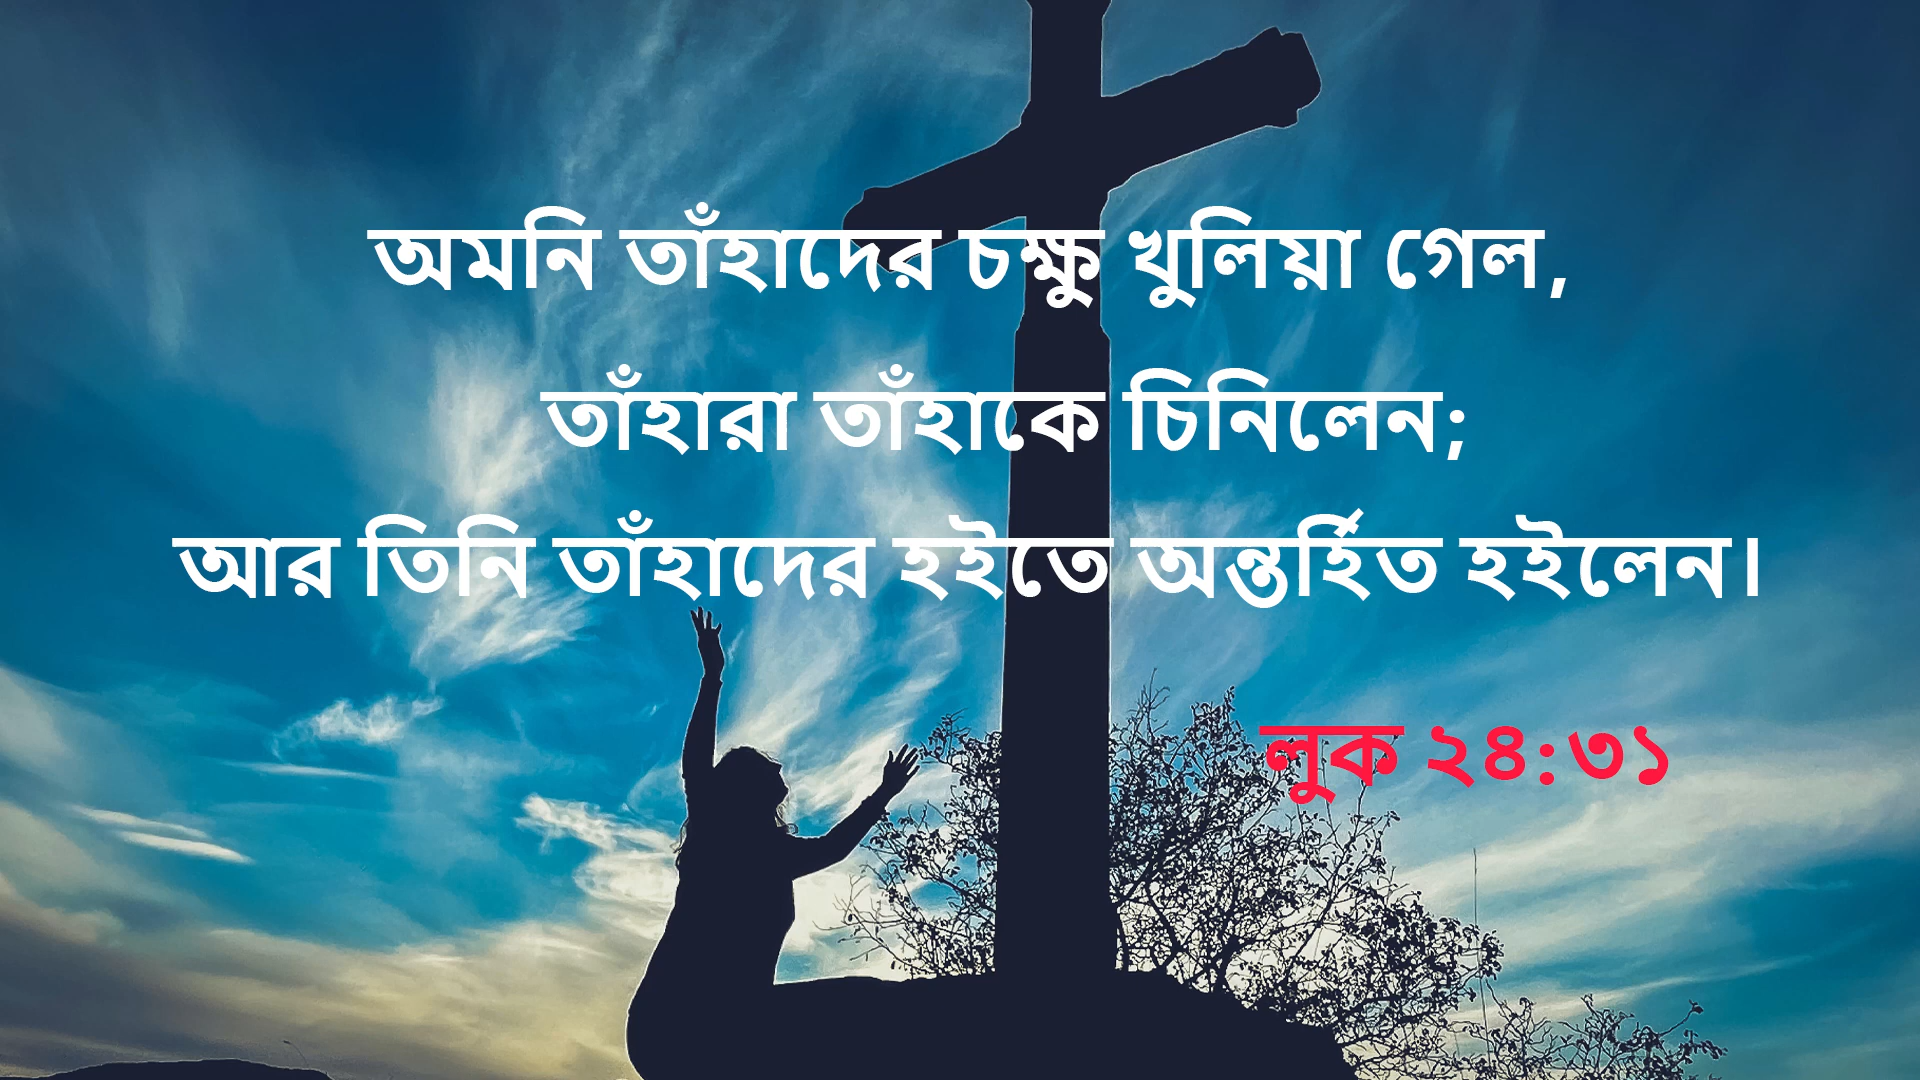 অমনি তাঁহাদের চক্ষু খুলিয়া গেল,
তাঁহারা তাঁহাকে চিনিলেন;
আর তিনি তাঁহাদের হইতে অন্তর্হিত হইলেন।
লুক ২৪:৩১